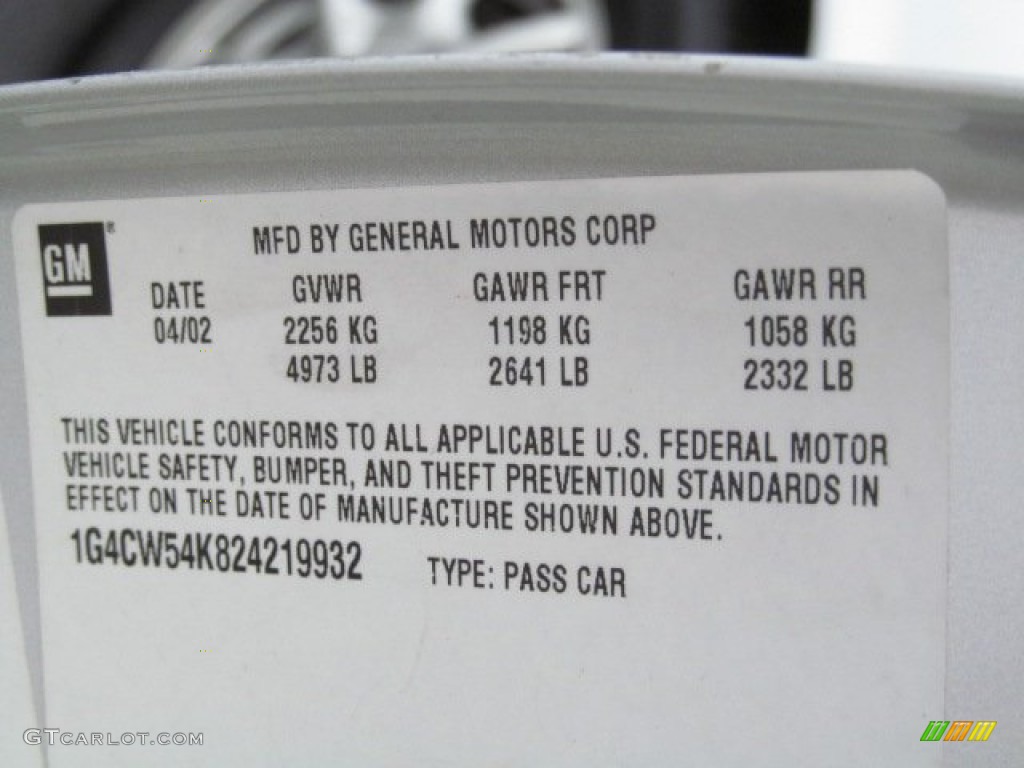 GM®
MFD BY GENERAL MOTORS CORP
DATE GVWR GAWR FRT GAWR RR
04/02 2256 KG 1198 KG 1058 KG
4973 LB 2641 LB 2332 LB
THIS VEHICLE CONFORMS TO ALL APPLICABLE U.S. FEDERAL MOTOR
VEHICLE SAFETY, BUMPER, AND THEFT PREVENTION STANDARDS IN
EFFECT ON THE DATE OF MANUFACTURE SHOWN ABOVE.
1G4CW54K824219932 TYPE: PASS CAR
GTCARLOT.COM